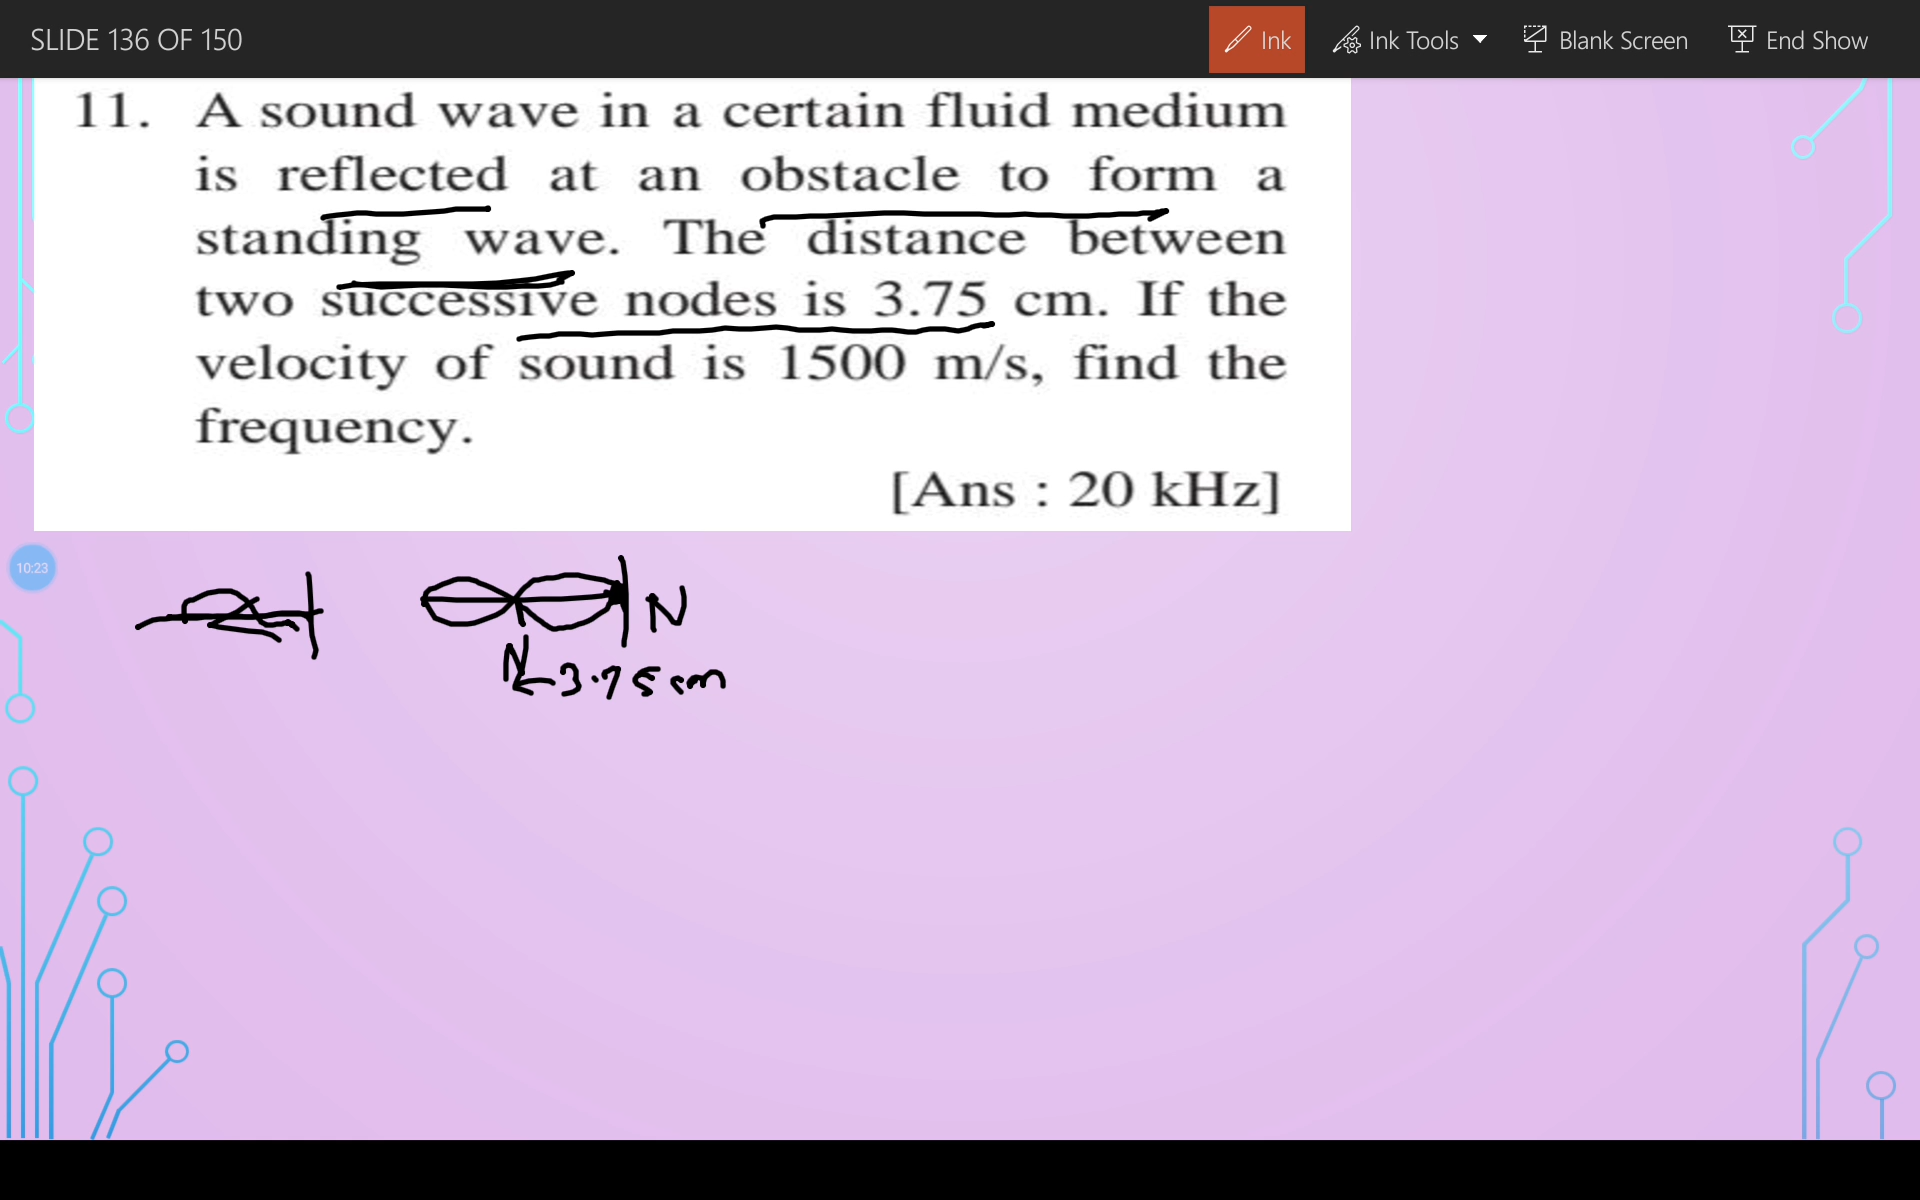 SLIDE 136 OF 150
Ink
Ink Tools
Blank Screen
End Show
11. A sound wave in a certain fluid medium
is reflected at an obstacle to form a
standing wave. The distance between
two successive nodes is 3.75 cm. If the
velocity of sound is 1500 m/s, find the
frequency.
[Ans : 20 kHz]
10:23
N
N
3.75 cm